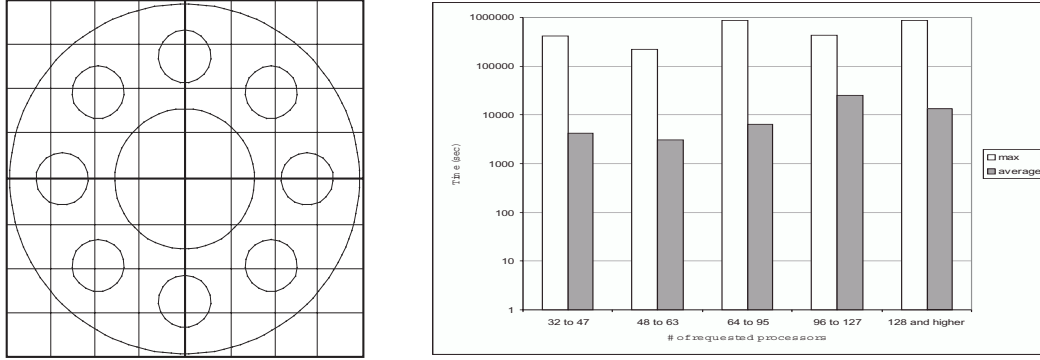 1000000
100000
10000
1000
100
10
1
Time (sec)
32 to 47
48 to 63
64 to 95
96 to 127
128 and higher
# of requested processors
max
average